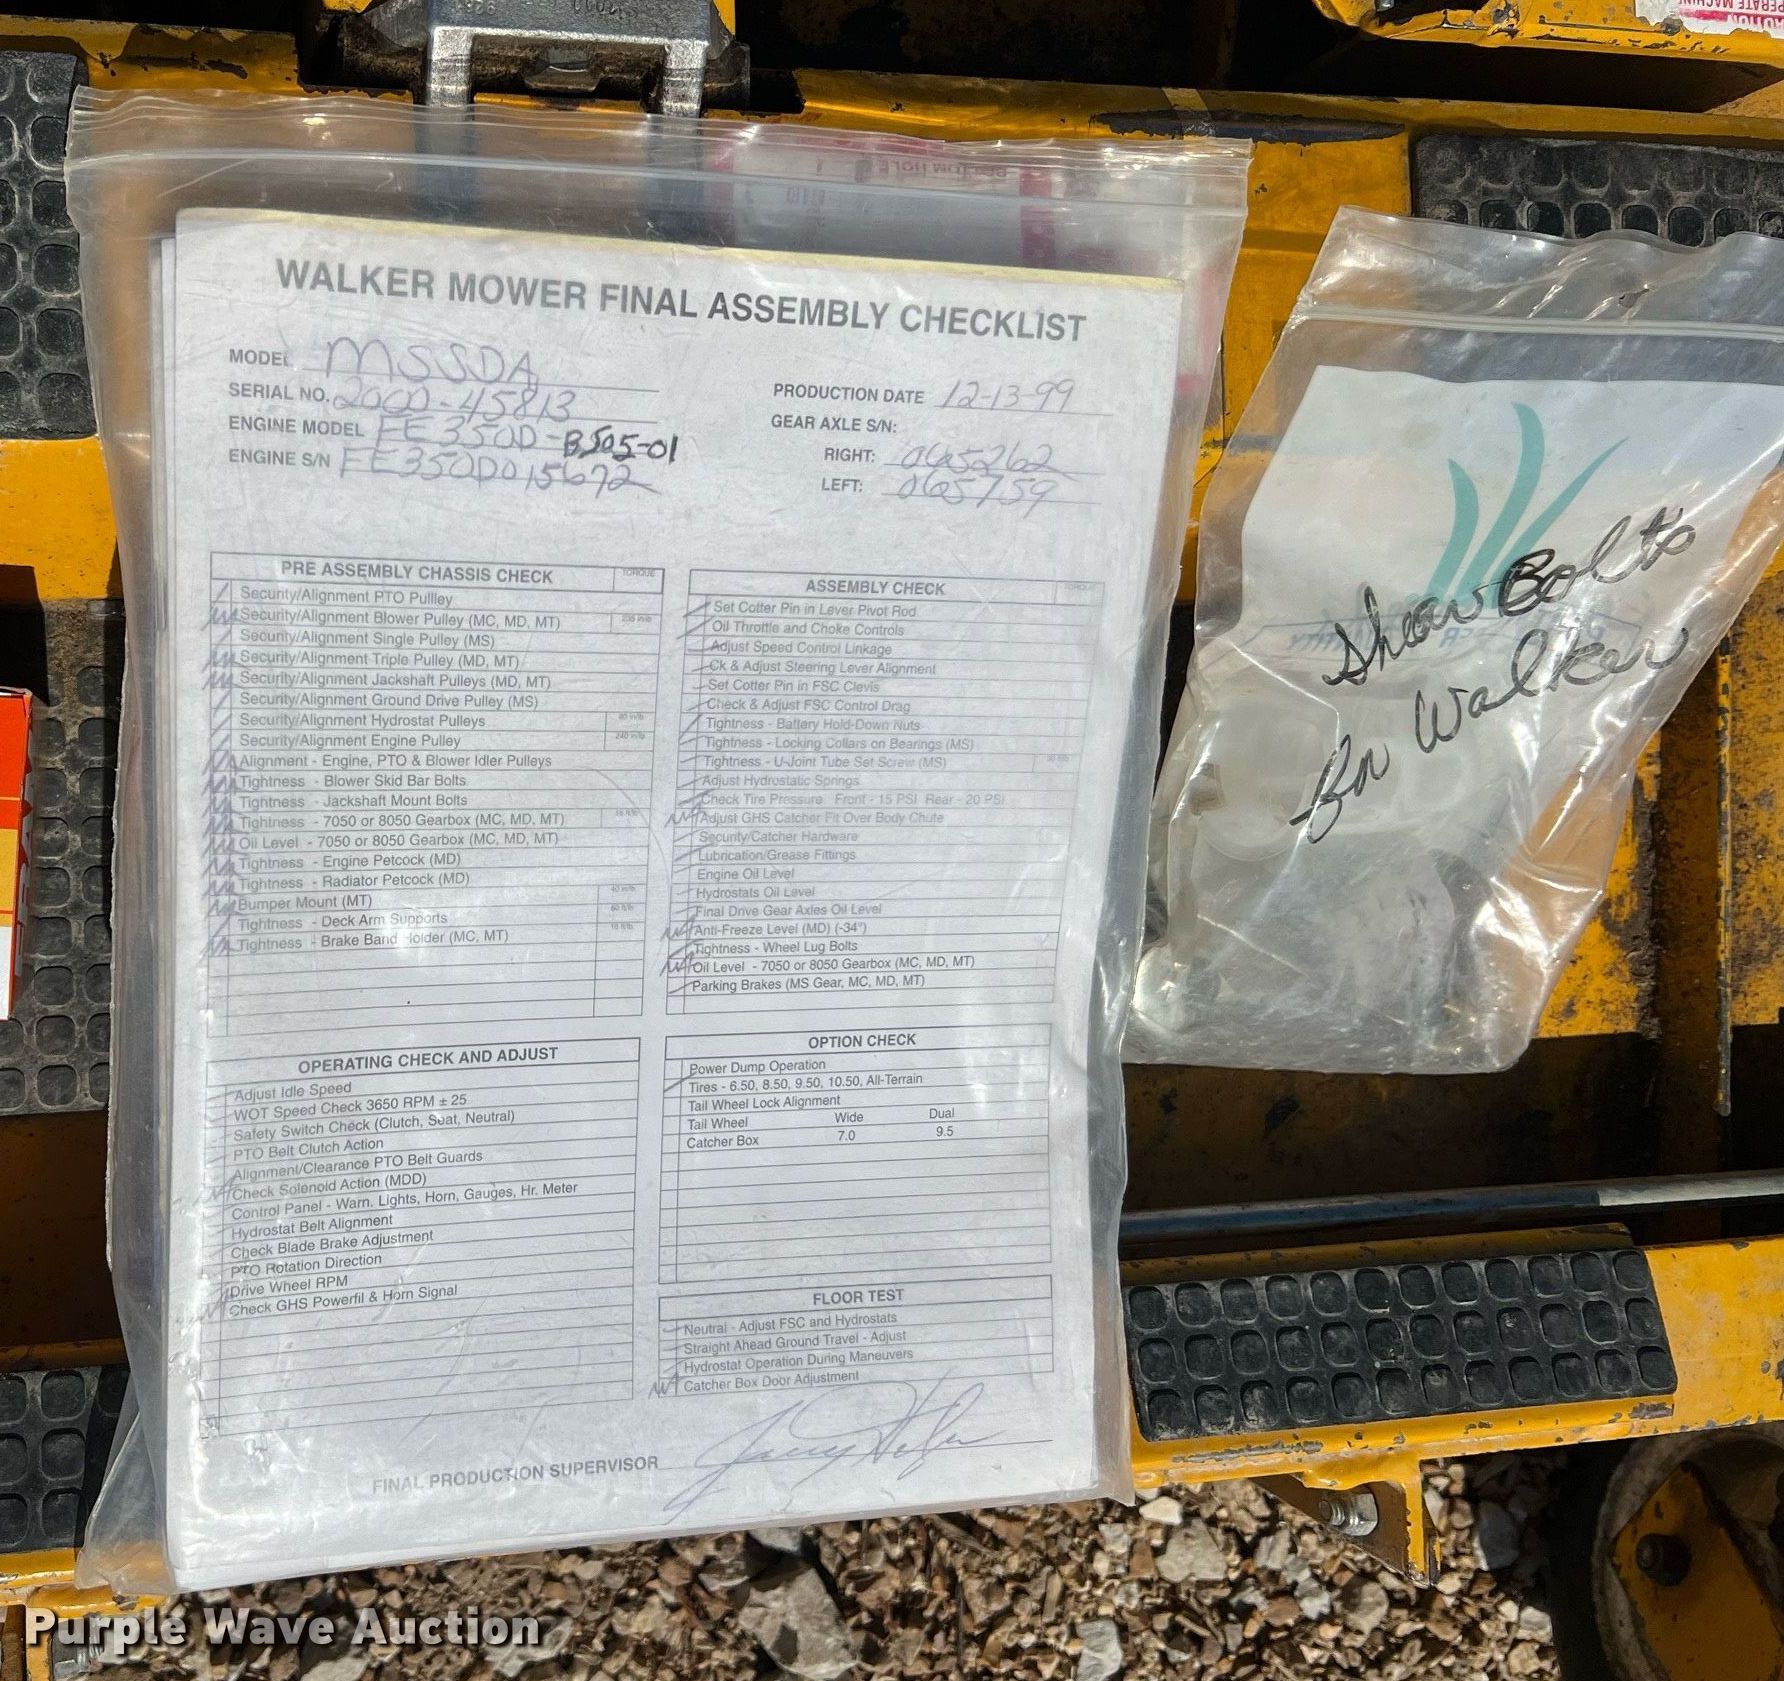 WALKER MOWER FINAL ASSEMBLY CHECKLIST
MODEL MSSDA
SERIAL NO. 2000-45813
ENGINE MODEL FE350D-BS05-01
ENGINE S/N FE350D015672
PRODUCTION DATE 12-13-99
GEAR AXLE S/N:
RIGHT: 065262
LEFT: 065759
PRE ASSEMBLY CHASSIS CHECK TORQUE
Security/Alignment PTO Pullley
Security/Alignment Blower Pulley (MC, MD, MT)
Security/Alignment Single Pulley (MS)
Security/Alignment Triple Pulley (MD, MT)
Security/Alignment Jackshaft Pulleys (MD, MT)
Security/Alignment Ground Drive Pulley (MS)
Security/Alignment Hydrostat Pulleys
Security/Alignment Engine Pulley 240 in/lb
Alignment - Engine, PTO & Blower Idler Pulleys
Tightness - Blower Skid Bar Bolts
Tightness - Jackshaft Mount Bolts
Tightness - 7050 or 8050 Gearbox (MC, MD, MT)
Oil Level - 7050 or 8050 Gearbox (MC, MD, MT)
Tightness - Engine Petcock (MD)
Tightness - Radiator Petcock (MD)
Bumper Mount (MT)
Tightness - Deck Arm Supports
Tightness - Brake Band Holder (MC, MT)
ASSEMBLY CHECK TORQUE
Set Cotter Pin in Lever Pivot Rod
Oil Throttle and Choke Controls
Adjust Speed Control Linkage
Ck & Adjust Steering Lever Alignment
Set Cotter Pin in FSC Clevis
Check & Adjust FSC Control Drag
Tightness - Battery Hold-Down Nuts
Tightness - Locking Collars on Bearings (MS)
Tightness - U-Joint Tube Set Screw (MS)
Adjust Hydrostatic Springs
Check Tire Pressure Front - 15 PSI Rear - 20 PSI
Adjust GHS Catcher Fit Over Body Chute
Security/Catcher Hardware
Lubrication/Grease Fittings
Engine Oil Level
Hydrostats Oil Level
Final Drive Gear Axles Oil Level
Anti-Freeze Level (MD) (-34°)
Tightness - Wheel Lug Bolts
Oil Level - 7050 or 8050 Gearbox (MC, MD, MT)
Parking Brakes (MS Gear, MC, MD, MT)
OPERATING CHECK AND ADJUST
Adjust Idle Speed
WOT Speed Check 3650 RPM ± 25
Safety Switch Check (Clutch, Seat, Neutral)
PTO Belt Clutch Action
Alignment/Clearance PTO Belt Guards
Check Solenoid Action (MDD)
Control Panel - Warn. Lights, Horn, Gauges, Hr. Meter
Hydrostat Belt Alignment
Check Blade Brake Adjustment
PTO Rotation Direction
Drive Wheel RPM
Check GHS Powerfil & Horn Signal
OPTION CHECK
Power Dump Operation
Tires - 6.50, 8.50, 9.50, 10.50, All-Terrain
Tail Wheel Lock Alignment
Tail Wheel Wide Dual
Catcher Box 7.0 9.5
FLOOR TEST
Neutral - Adjust FSC and Hydrostats
Straight Ahead Ground Travel - Adjust
Hydrostat Operation During Maneuvers
Catcher Box Door Adjustment
FINAL PRODUCTION SUPERVISOR
Shear Bolts
for Walker
Purple Wave Auction